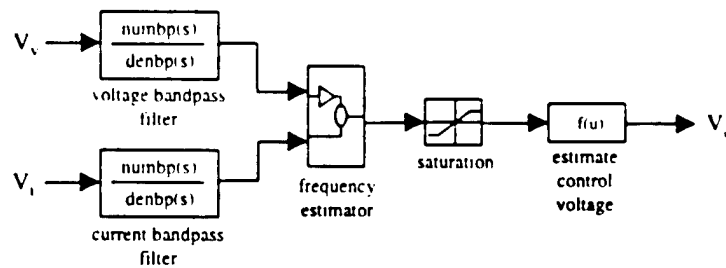 V_v
numbp(s)
denbp(s)
voltage bandpass
filter
V_i
numbp(s)
denbp(s)
current bandpass
filter
frequency
estimator
saturation
f(u)
estimate
control
voltage